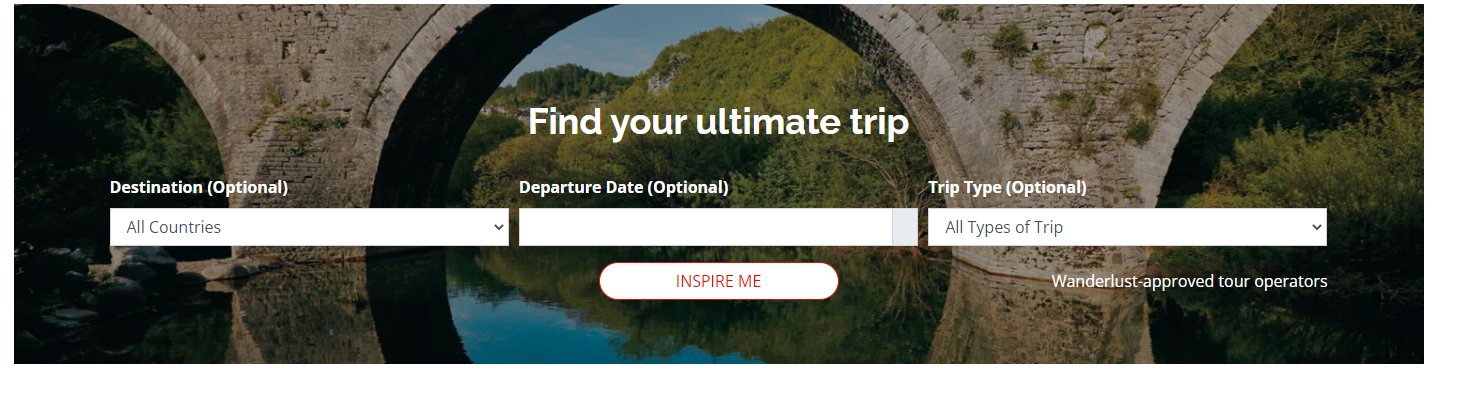 Find your ultimate trip
Destination (Optional)
Departure Date (Optional)
Trip Type (Optional)
All Countries
All Types of Trip
INSPIRE ME
Wanderlust-approved tour operators